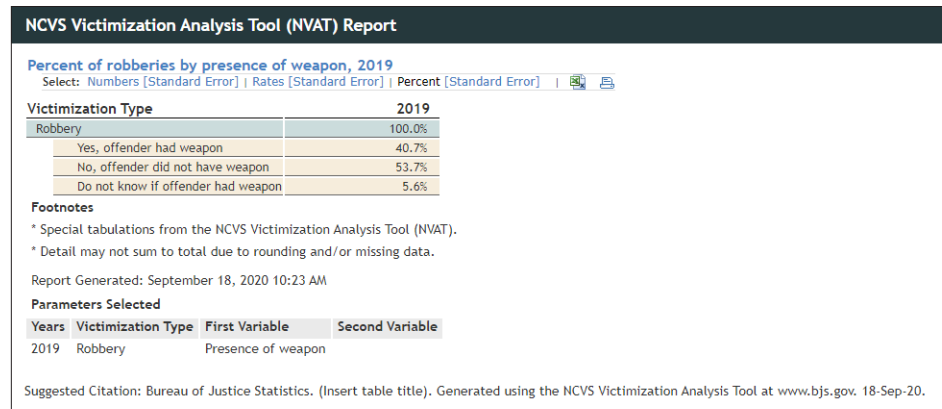 NCVS Victimization Analysis Tool (NVAT) Report
Percent of robberies by presence of weapon, 2019
Select: Numbers [Standard Error] | Rates [Standard Error] | Percent [Standard Error] |
Victimization Type 2019
Robbery 100.0%
Yes, offender had weapon 40.7%
No, offender did not have weapon 53.7%
Do not know if offender had weapon 5.6%
Footnotes
* Special tabulations from the NCVS Victimization Analysis Tool (NVAT).
* Detail may not sum to total due to rounding and/or missing data.
Report Generated: September 18, 2020 10:23 AM
Parameters Selected
Years Victimization Type First Variable Second Variable
2019 Robbery Presence of weapon
Suggested Citation: Bureau of Justice Statistics. (Insert table title). Generated using the NCVS Victimization Analysis Tool at www.bjs.gov. 18-Sep-20.